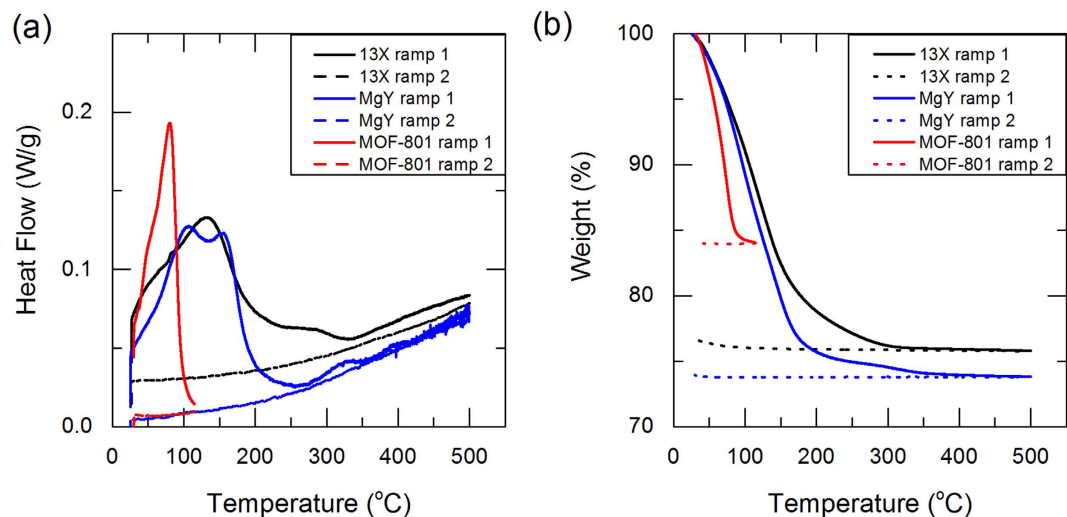 (a)
Heat Flow (W/g)
0.2
0.1
0.0
13X ramp 1
13X ramp 2
MgY ramp 1
MgY ramp 2
MOF-801 ramp 1
MOF-801 ramp 2
0 100 200 300 400 500
Temperature (°C)
(b)
Weight (%)
100
90
80
70
13X ramp 1
13X ramp 2
MgY ramp 1
MgY ramp 2
MOF-801 ramp 1
MOF-801 ramp 2
0 100 200 300 400 500
Temperature (°C)